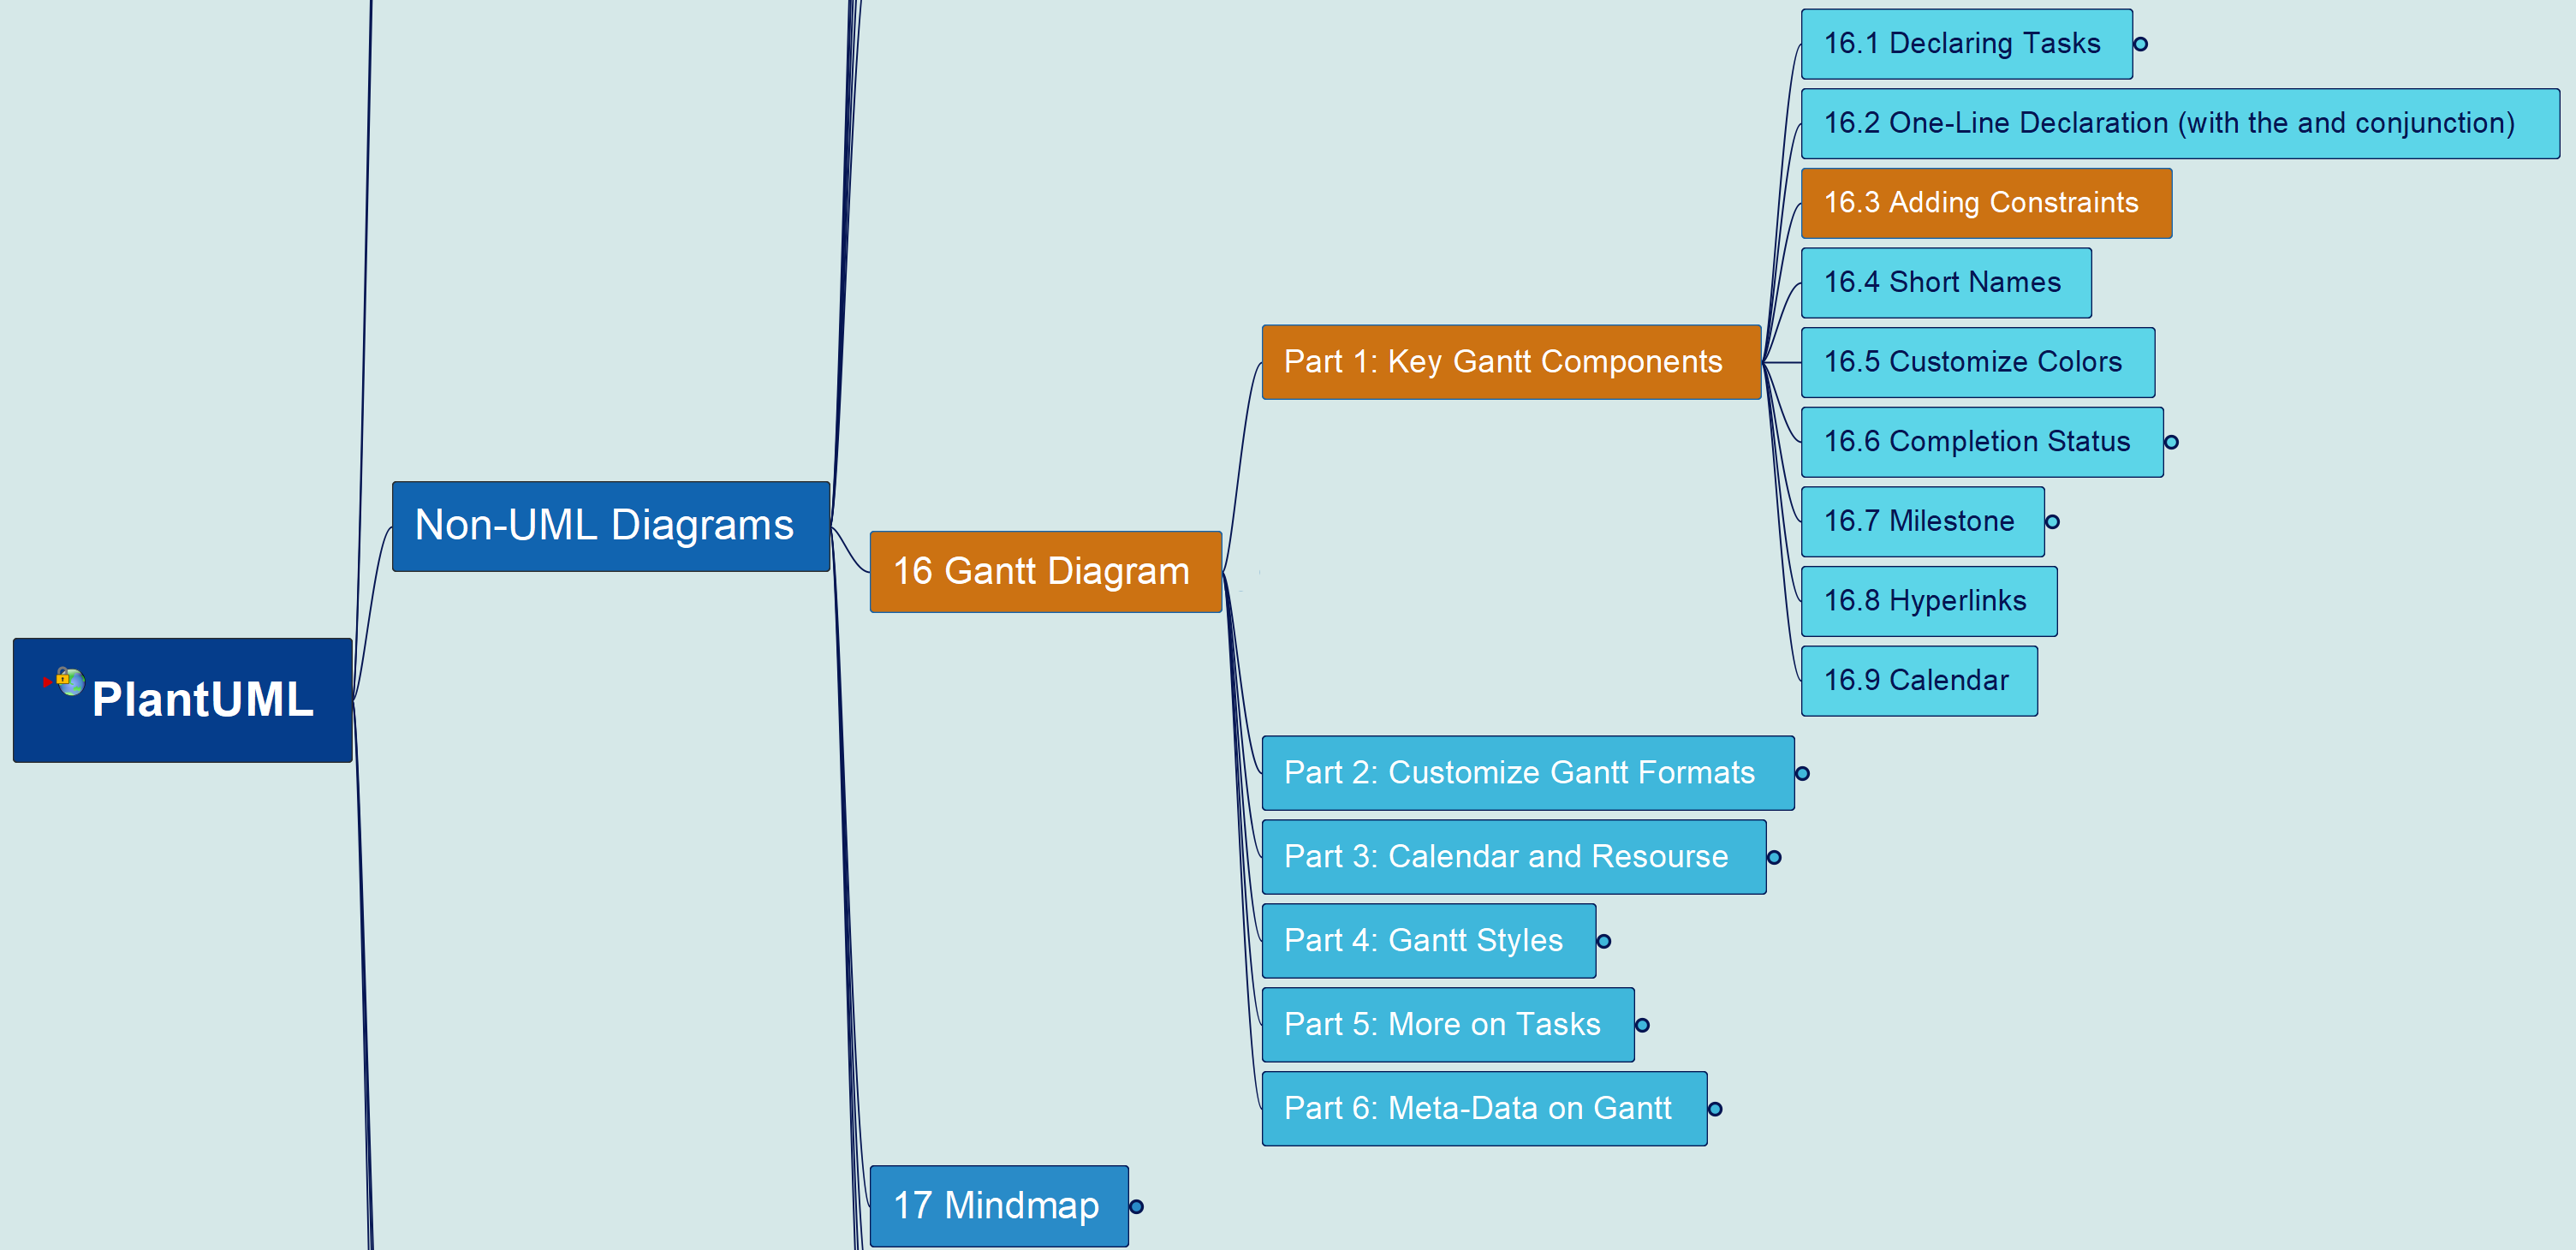 PlantUML
Non-UML Diagrams
16 Gantt Diagram
Part 1: Key Gantt Components
16.1 Declaring Tasks
16.2 One-Line Declaration (with the and conjunction)
16.3 Adding Constraints
16.4 Short Names
16.5 Customize Colors
16.6 Completion Status
16.7 Milestone
16.8 Hyperlinks
16.9 Calendar
Part 2: Customize Gantt Formats
Part 3: Calendar and Resourse
Part 4: Gantt Styles
Part 5: More on Tasks
Part 6: Meta-Data on Gantt
17 Mindmap